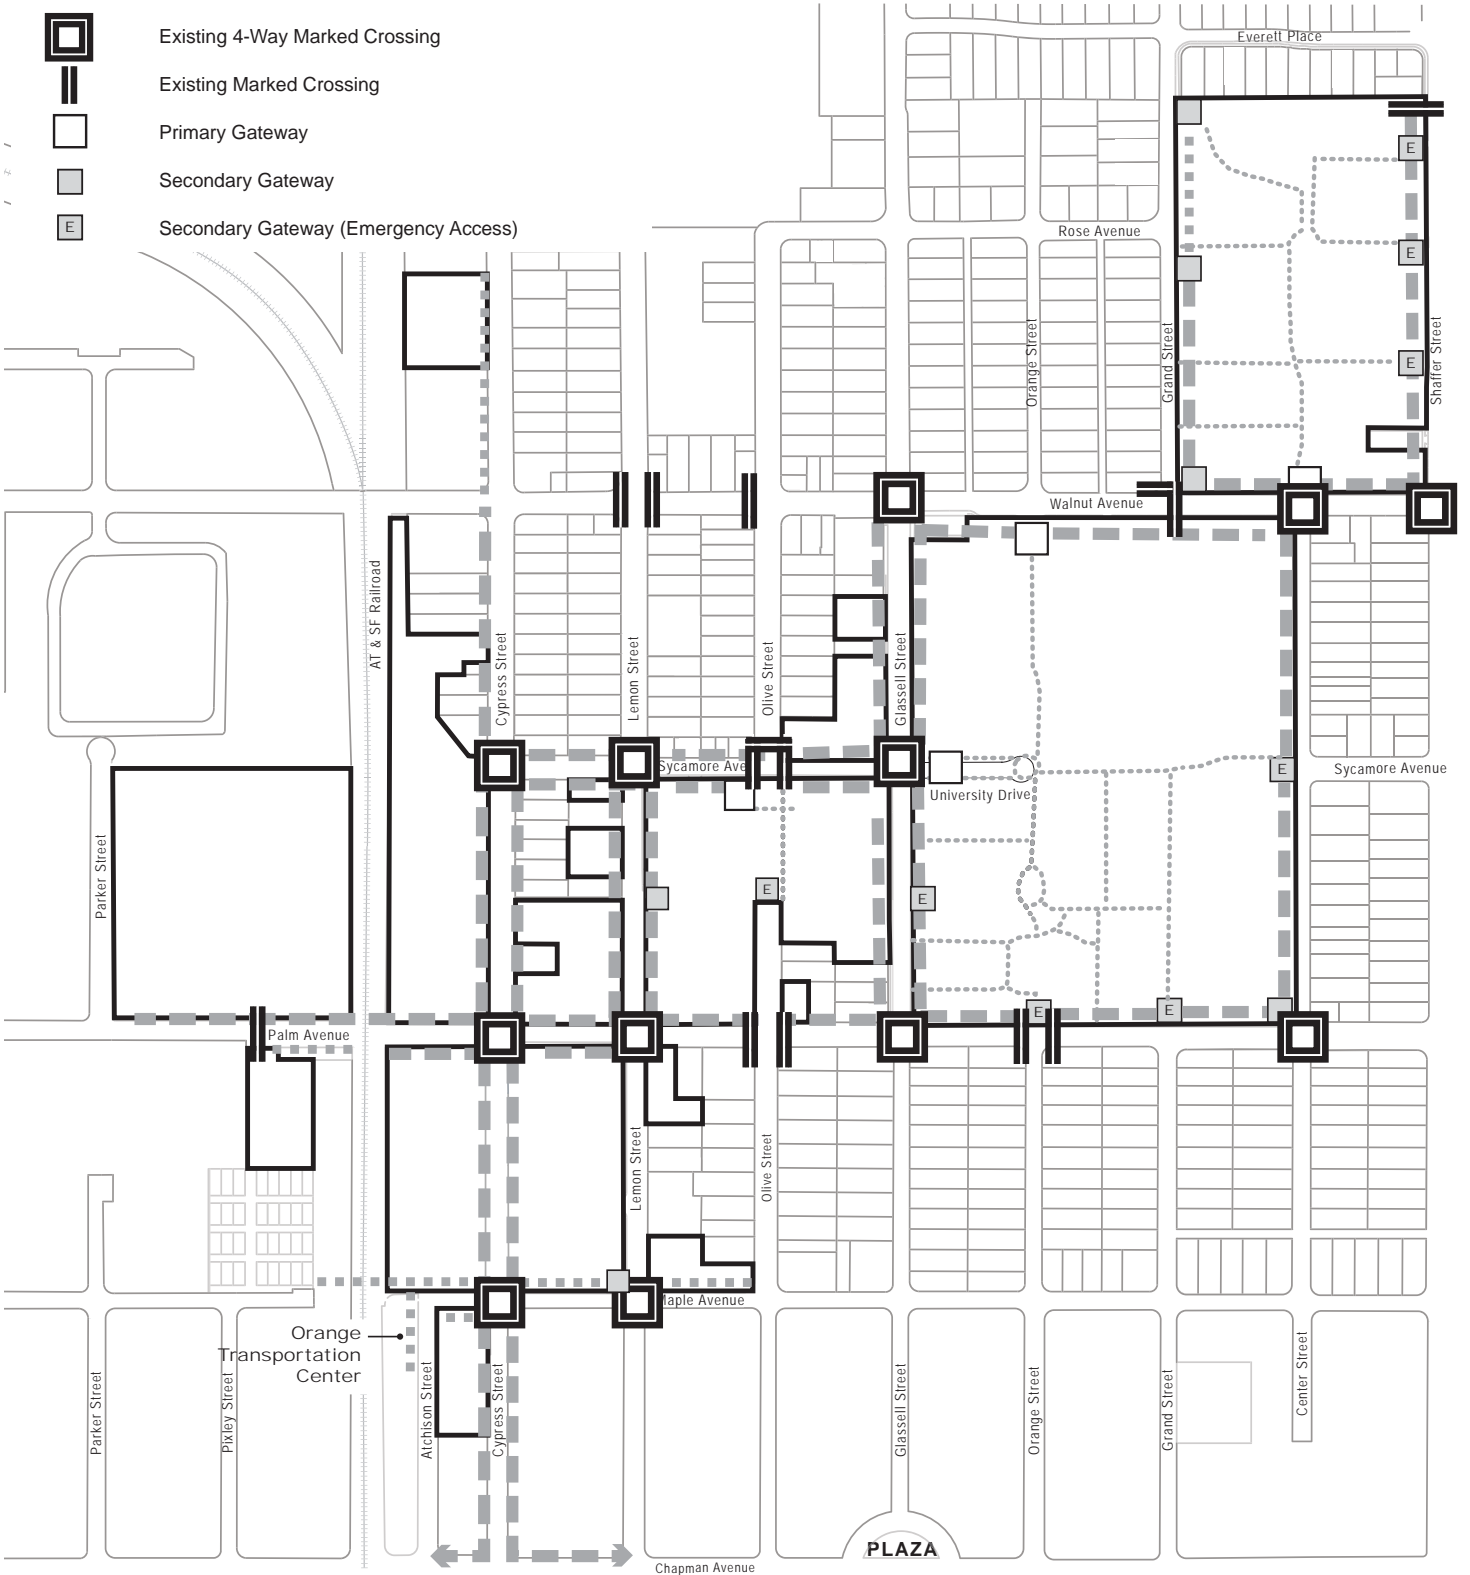 Existing 4-Way Marked Crossing
Existing Marked Crossing
Primary Gateway
Secondary Gateway
E
Secondary Gateway (Emergency Access)
Everett Place
E
Rose Avenue
E
Orange Street
Grand Street
E
Shaffer Street
Walnut Avenue
AT & SF Railroad
Cypress Street
Lemon Street
Olive Street
Glassell Street
Sycamore Ave
E
Sycamore Avenue
University Drive
Parker Street
E
E
E
E
Palm Avenue
Lemon Street
Olive Street
Maple Avenue
Orange
Transportation
Center
Parker Street
Pixley Street
Atchison Street
Cypress Street
Glassell Street
Orange Street
Grand Street
Center Street
PLAZA
Chapman Avenue